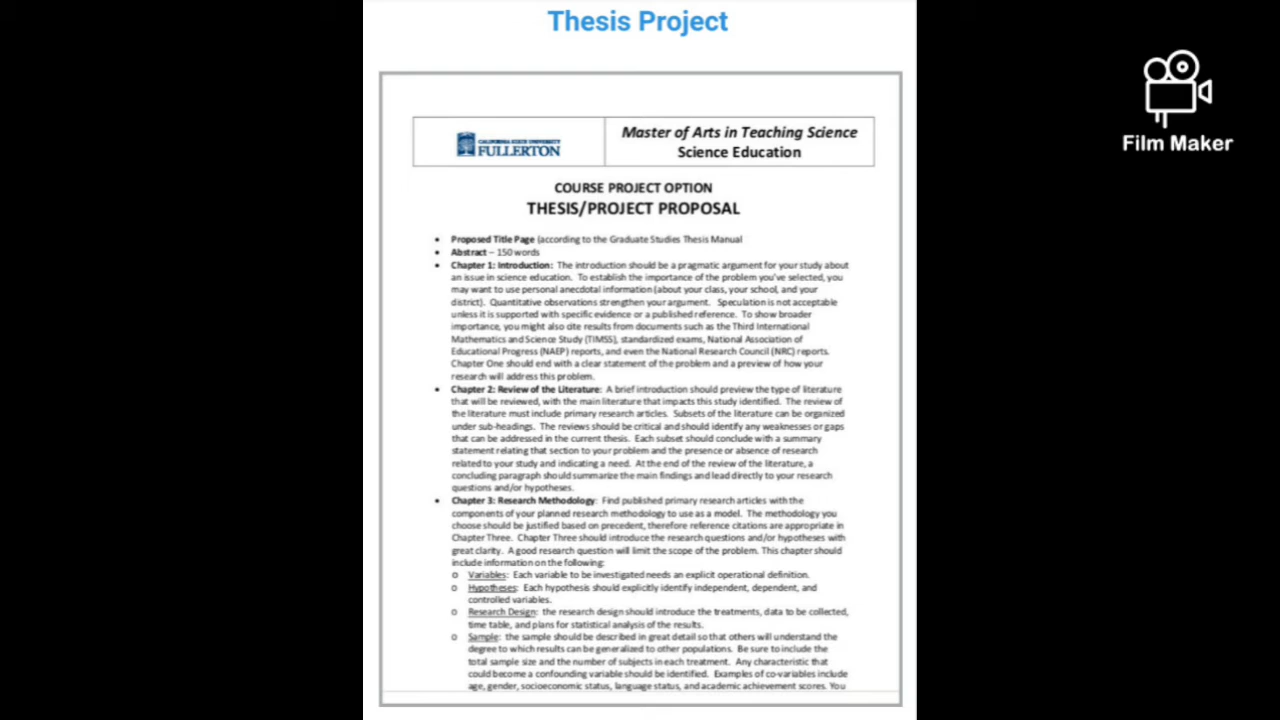 Thesis Project
Film Maker
CALIFORNIA STATE UNIVERSITY
FULLERTON
Master of Arts in Teaching Science
Science Education
COURSE PROJECT OPTION
THESIS/PROJECT PROPOSAL
• Proposed Title Page (according to the Graduate Studies Thesis Manual
• Abstract – 150 words
• Chapter 1: Introduction: The introduction should be a pragmatic argument for your study about
an issue in science education. To establish the importance of the problem you've selected, you
may want to use personal anecdotal information (about your class, your school, and your
district). Quantitative observations strengthen your argument. Speculation is not acceptable
unless it is supported with specific evidence or a published reference. To show broader
importance, you might also cite results from documents such as the Third International
Mathematics and Science Study (TIMSS), standardized exams, National Association of
Educational Progress (NAEP) reports, and even the National Research Council (NRC) reports.
Chapter One should end with a clear statement of the problem and a preview of how your
research will address this problem.
• Chapter 2: Review of the Literature: A brief introduction should preview the type of literature
that will be reviewed, with the main literature that impacts this study identified. The review of
the literature must include primary research articles. Subsets of the literature can be organized
under sub-headings. The reviews should be critical and should identify any weaknesses or gaps
that can be addressed in the current thesis. Each subset should conclude with a summary
statement relating that section to your problem and the presence or absence of research
related to your study and indicating a need. At the end of the review of the literature, a
concluding paragraph should summarize the main findings and lead directly to your research
questions and/or hypotheses.
• Chapter 3: Research Methodology: Find published primary research articles with the
components of your planned research methodology to use as a model. The methodology you
choose should be justified based on precedent, therefore reference citations are appropriate in
Chapter Three. Chapter Three should introduce the research questions and/or hypotheses with
great clarity. A good research question will limit the scope of the problem. This chapter should
include information on the following:
o Variables: Each variable to be investigated needs an explicit operational definition.
o Hypotheses: Each hypothesis should explicitly identify independent, dependent, and
controlled variables.
o Research Design: the research design should introduce the treatments, data to be collected,
time table, and plans for statistical analysis of the results.
o Sample: the sample should be described in great detail so that others will understand the
degree to which results can be generalized to other populations. Be sure to include the
total sample size and the number of subjects in each treatment. Any characteristic that
could become a confounding variable should be identified. Examples of co-variables include
age, gender, socioeconomic status, language status, and academic achievement scores. You